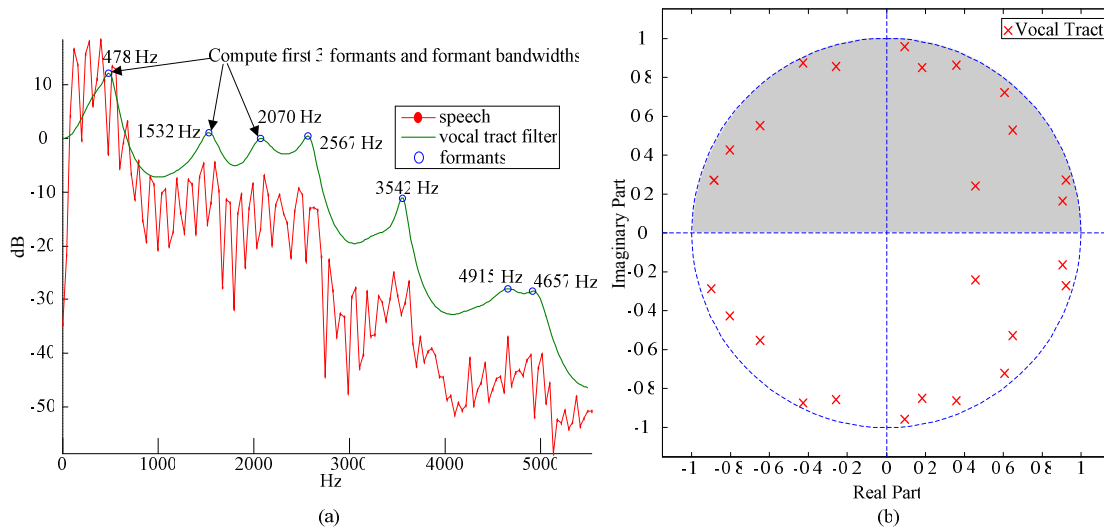 478 Hz
Compute first 3 formants and formant bandwidths
1532 Hz
2070 Hz
2567 Hz
3542 Hz
4915 Hz
4657 Hz
speech
vocal tract filter
formants
10
0
-10
-20
-30
-40
-50
dB
0
1000
2000
3000
4000
5000
Hz
(a)
Vocal Tract
1
0 8
0 6
0 4
0 2
0
-0 2
-0 4
-0 6
-0 8
-1
Imaginary Part
-1
-0 8
-0 6
-0 4
-0 2
0
0 2
0 4
0 6
0 8
1
Real Part
(b)